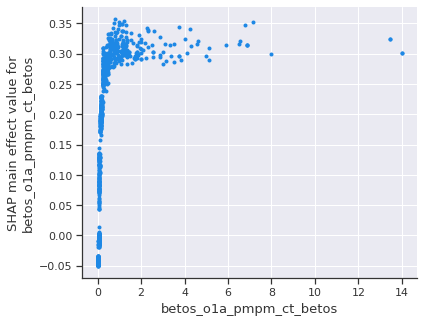 SHAP main effect value for
betos_o1a_pmpm_ct_betos
0.35
0.30
0.25
0.20
0.15
0.10
0.05
0.00
−0.05
0 2 4 6 8 10 12 14
betos_o1a_pmpm_ct_betos